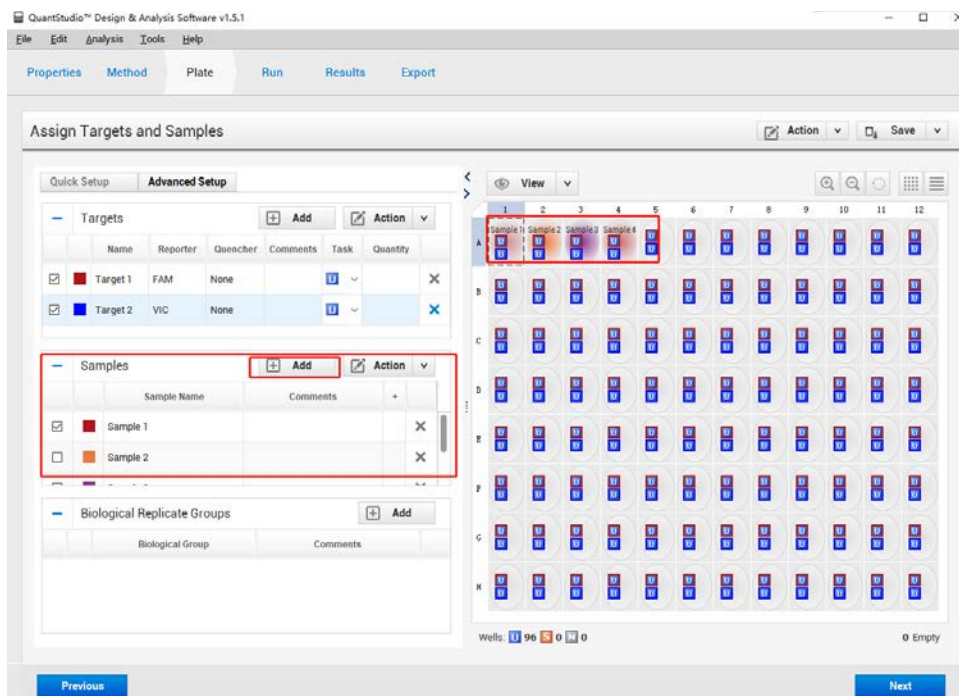 QuantStudio™ Design & Analysis Software v1.5.1
File Edit Analysis Tools Help
Properties Method Plate Run Results Export
Assign Targets and Samples
Action Save
Quick Setup Advanced Setup
View
Targets Add Action
Name Reporter Quencher Comments Task Quantity
Target 1 FAM None U
Target 2 VIC None U
Samples Add Action
Sample Name Comments +
Sample 1
Sample 2
Biological Replicate Groups Add
Biological Group Comments
1 2 3 4 5 6 7 8 9 10 11 12
Sample 1 Sample 2 Sample 3 Sample 4
A U U U U U U U U U U U U
U U U U U U U U U U U U
B U U U U U U U U U U U U
U U U U U U U U U U U U
C U U U U U U U U U U U U
U U U U U U U U U U U U
D U U U U U U U U U U U U
U U U U U U U U U U U U
E U U U U U U U U U U U U
U U U U U U U U U U U U
F U U U U U U U U U U U U
U U U U U U U U U U U U
G U U U U U U U U U U U U
U U U U U U U U U U U U
H U U U U U U U U U U U U
U U U U U U U U U U U U
Wells: U 96 S 0 N 0 0 Empty
Previous Next